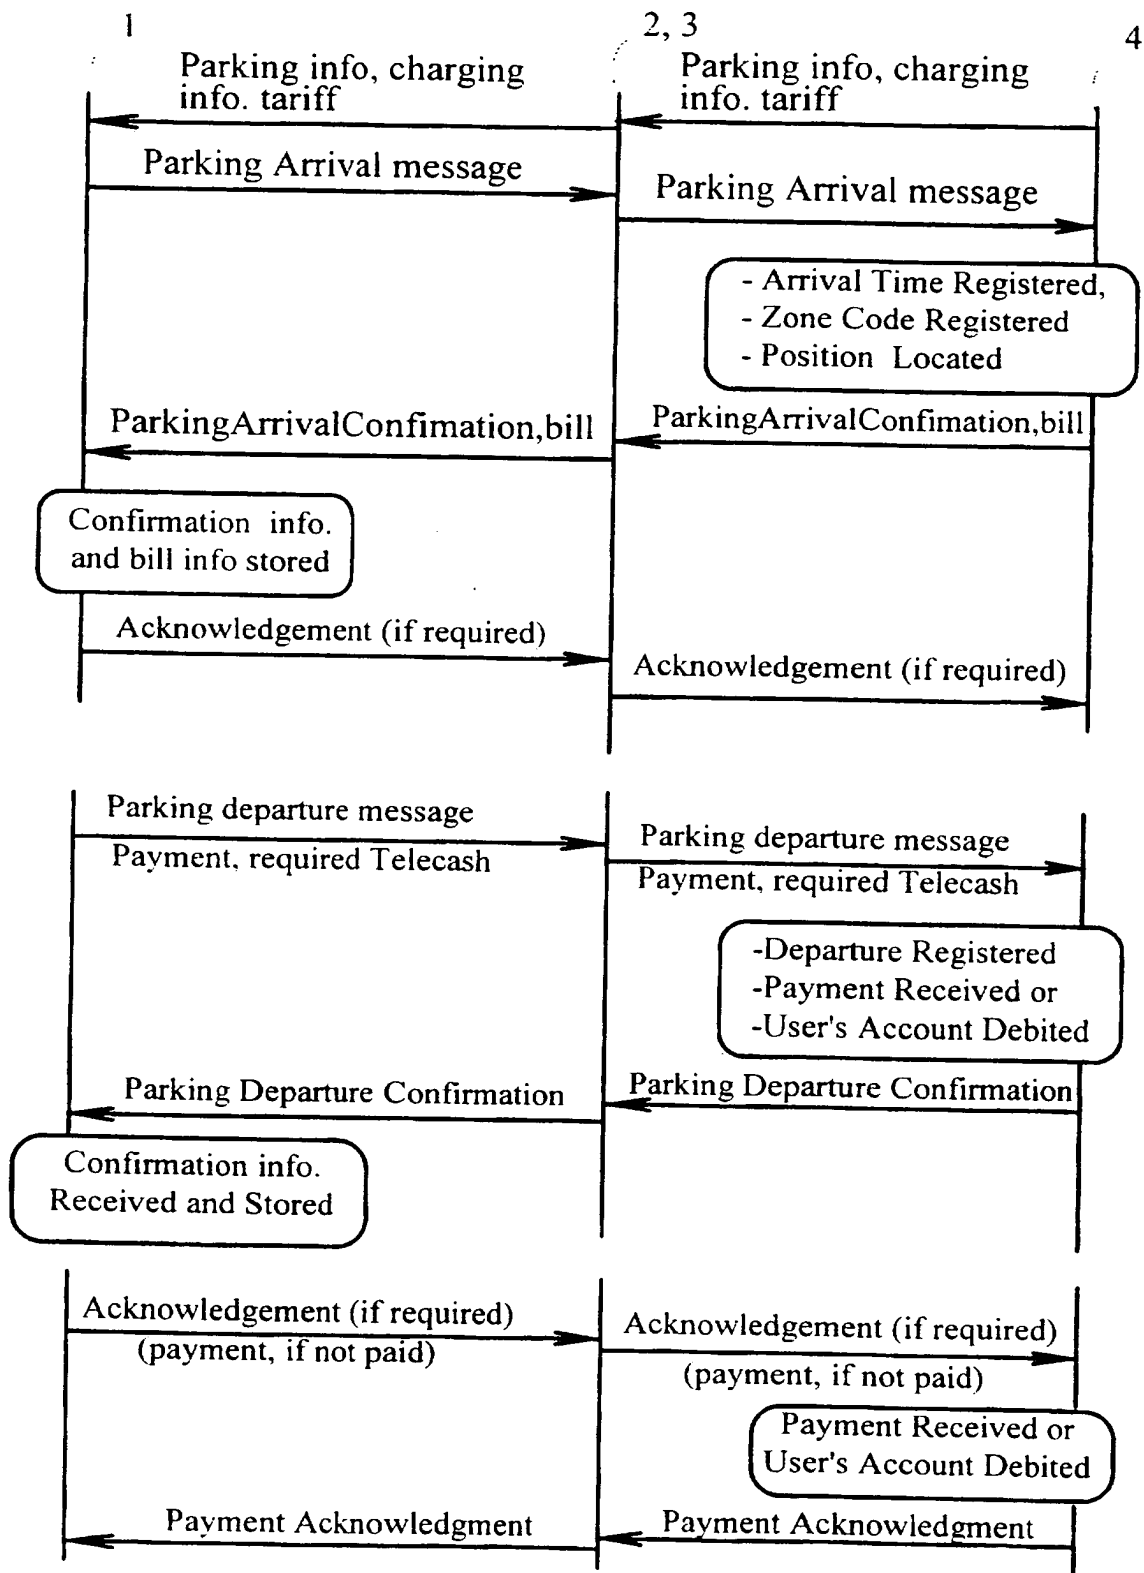 1
2, 3
4
Parking info, charging
info. tariff
Parking info, charging
info. tariff
Parking Arrival message
Parking Arrival message
- Arrival Time Registered,
- Zone Code Registered
- Position Located
ParkingArrivalConfimation,bill
ParkingArrivalConfimation,bill
Confirmation info.
and bill info stored
Acknowledgement (if required)
Acknowledgement (if required)
Parking departure message
Payment, required Telecash
Parking departure message
Payment, required Telecash
-Departure Registered
-Payment Received or
-User's Account Debited
Parking Departure Confirmation
Parking Departure Confirmation
Confirmation info.
Received and Stored
Acknowledgement (if required)
(payment, if not paid)
Acknowledgement (if required)
(payment, if not paid)
Payment Received or
User's Account Debited
Payment Acknowledgment
Payment Acknowledgment